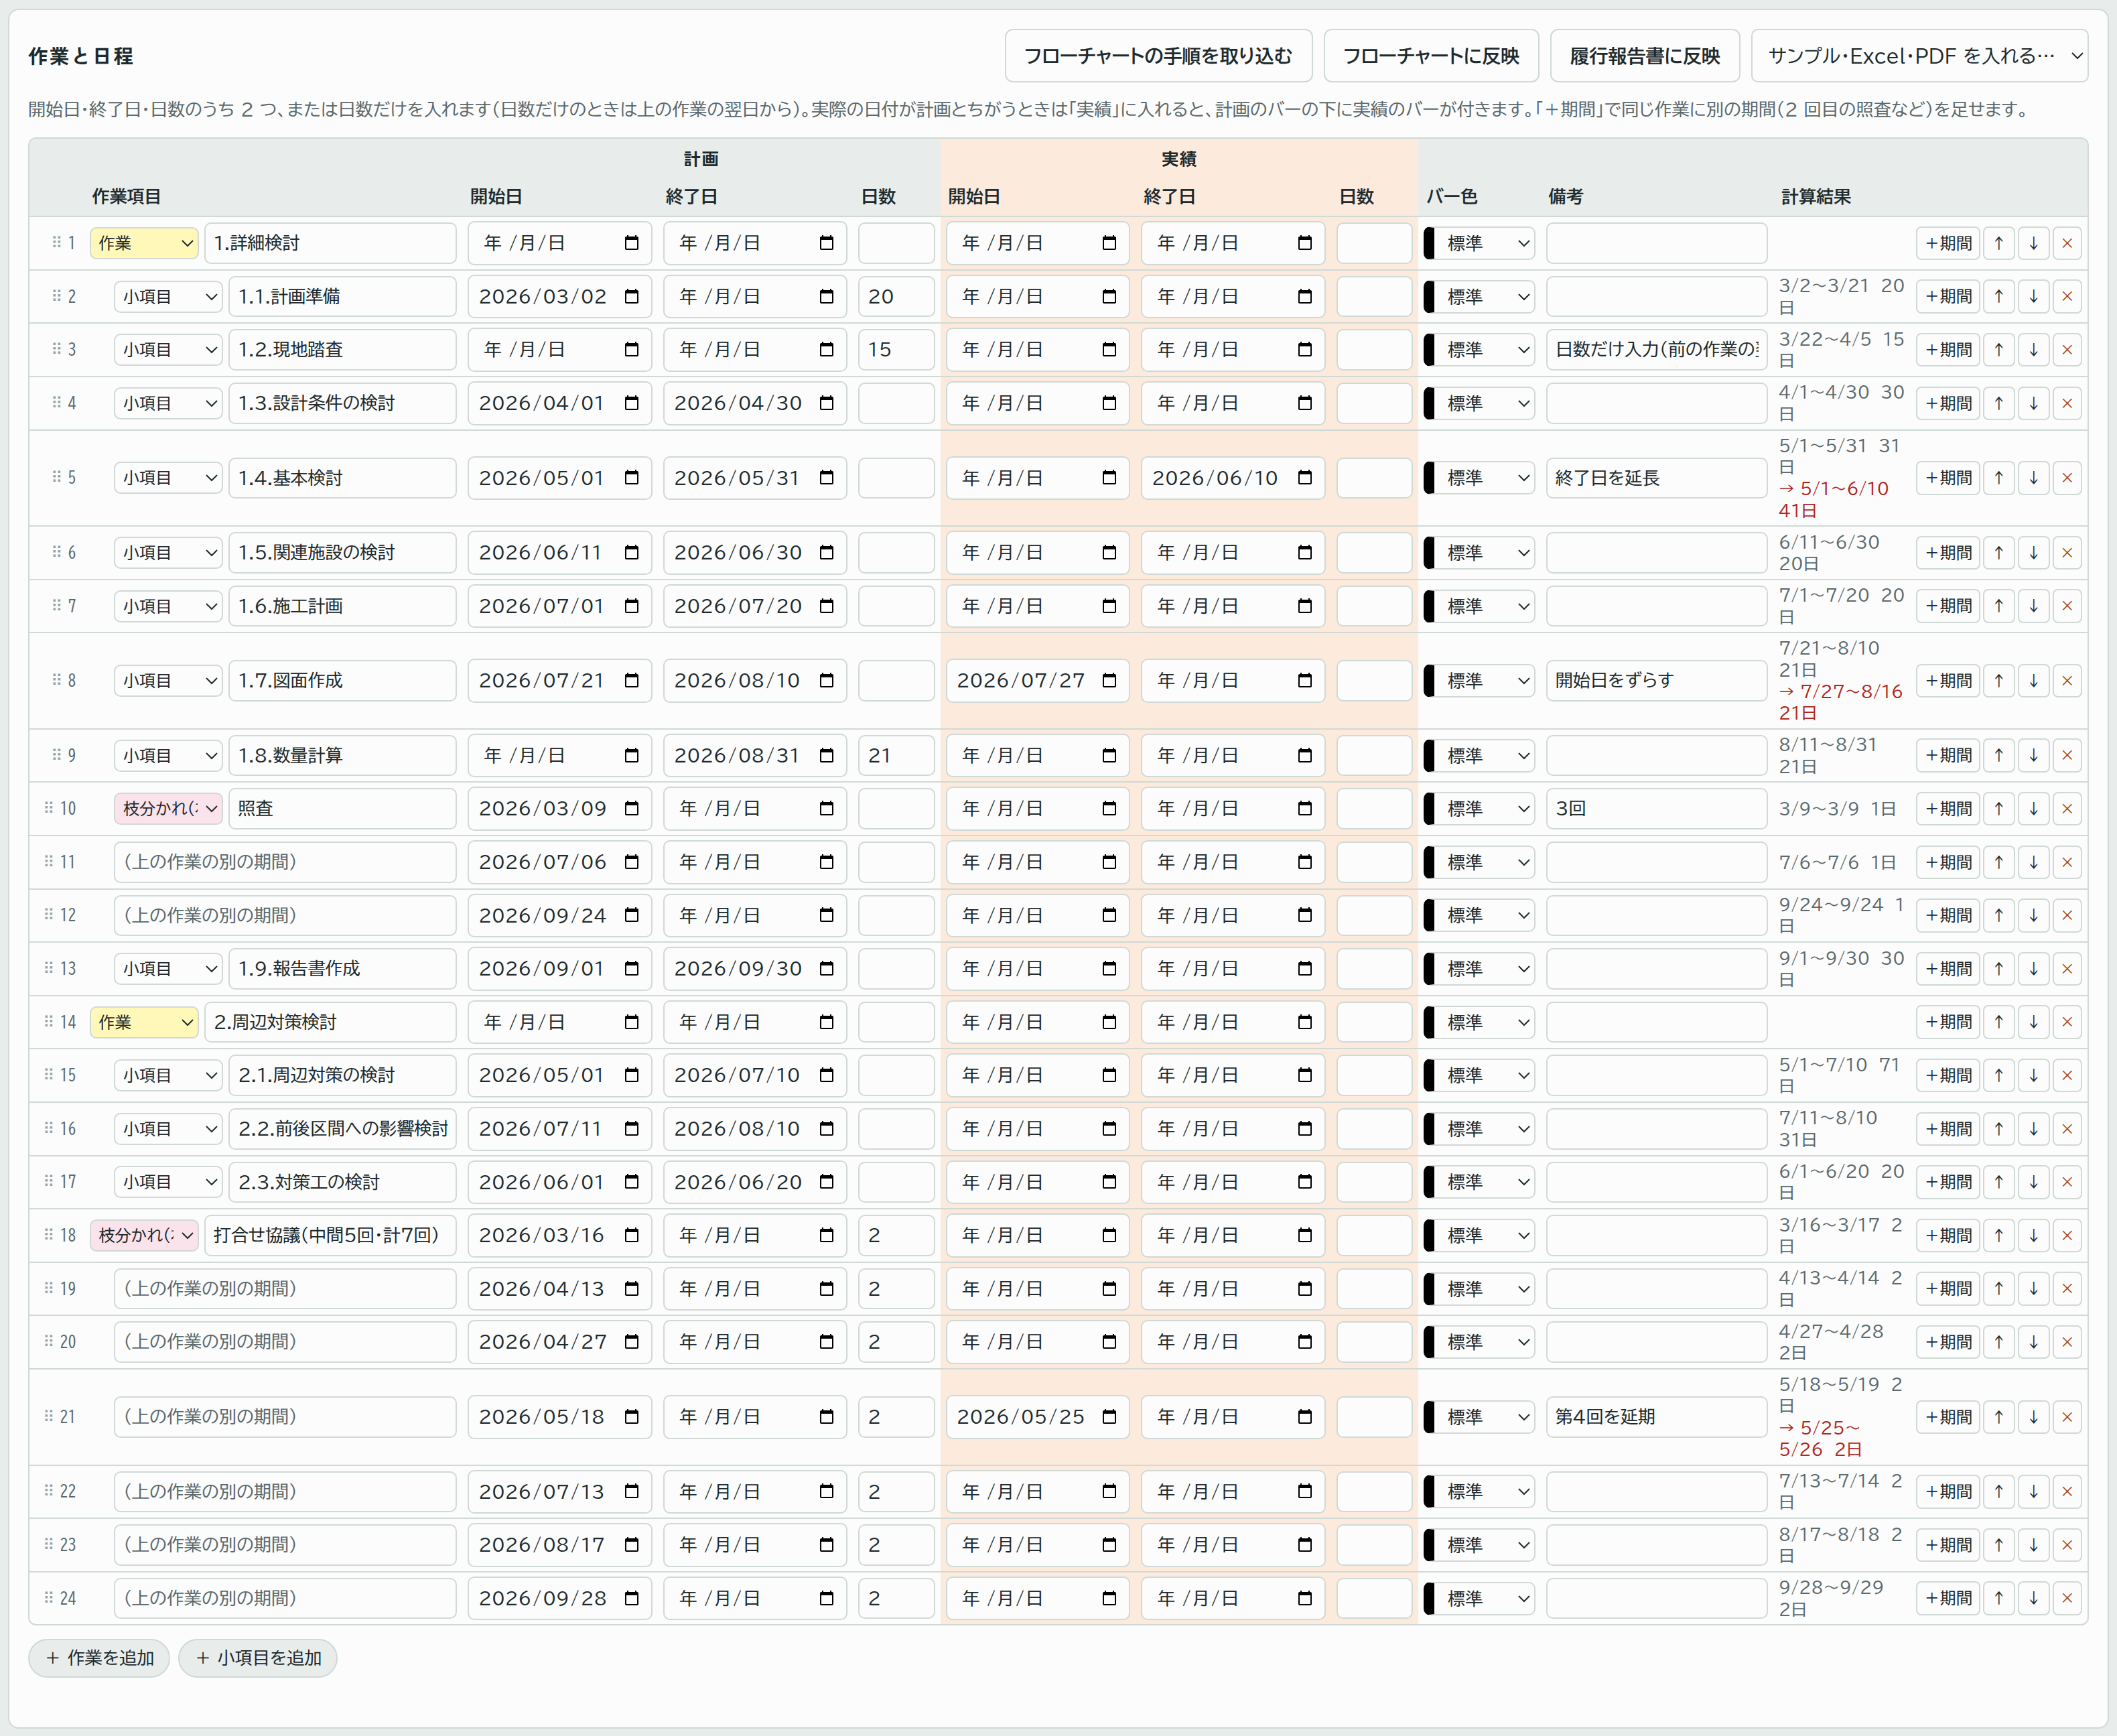 作業と日程
フローチャートの手順を取り込む
フローチャートに反映
履行報告書に反映
サンプル・Excel・PDF を入れる…
開始日・終了日・日数のうち 2 つ、または日数だけを入れます（日数だけのときは上の作業の翌日から）。実際の日付が計画とちがうときは「実績」に入れると、計画のバーの下に実績のバーが付きます。「＋期間」で同じ作業に別の期間（2 回目の照査など）を足せます。
計画 実績
作業項目 開始日 終了日 日数 開始日 終了日 日数 バー色 備考 計算結果
1 作業 1.詳細検討 年 /月/日 年 /月/日 年 /月/日 年 /月/日 標準 ＋期間 ↑ ↓ ×
2 小項目 1.1.計画準備 2026/03/02 年 /月/日 20 年 /月/日 年 /月/日 標準 3/2～3/21 20
日 ＋期間 ↑ ↓ ×
3 小項目 1.2.現地踏査 年 /月/日 年 /月/日 15 年 /月/日 年 /月/日 標準 日数だけ入力（前の作業の 3/22～4/5 15
日 ＋期間 ↑ ↓ ×
4 小項目 1.3.設計条件の検討 2026/04/01 2026/04/30 年 /月/日 年 /月/日 標準 4/1～4/30 30
日 ＋期間 ↑ ↓ ×
5 小項目 1.4.基本検討 2026/05/01 2026/05/31 年 /月/日 2026/06/10 標準 終了日を延長 5/1～5/31 31
日
→ 5/1～6/10
41日 ＋期間 ↑ ↓ ×
6 小項目 1.5.関連施設の検討 2026/06/11 2026/06/30 年 /月/日 年 /月/日 標準 6/11～6/30
20日 ＋期間 ↑ ↓ ×
7 小項目 1.6.施工計画 2026/07/01 2026/07/20 年 /月/日 年 /月/日 標準 7/1～7/20 20
日 ＋期間 ↑ ↓ ×
8 小項目 1.7.図面作成 2026/07/21 2026/08/10 2026/07/27 年 /月/日 標準 開始日をずらす 7/21～8/10
21日
→ 7/27～8/16
21日 ＋期間 ↑ ↓ ×
9 小項目 1.8.数量計算 年 /月/日 2026/08/31 21 年 /月/日 年 /月/日 標準 8/11～8/31
21日 ＋期間 ↑ ↓ ×
10 枝分かれ( 照査 2026/03/09 年 /月/日 年 /月/日 年 /月/日 標準 3回 3/9～3/9 1日 ＋期間 ↑ ↓ ×
11 （上の作業の別の期間） 2026/07/06 年 /月/日 年 /月/日 年 /月/日 標準 7/6～7/6 1日 ＋期間 ↑ ↓ ×
12 （上の作業の別の期間） 2026/09/24 年 /月/日 年 /月/日 年 /月/日 標準 9/24～9/24 1
日 ＋期間 ↑ ↓ ×
13 小項目 1.9.報告書作成 2026/09/01 2026/09/30 年 /月/日 年 /月/日 標準 9/1～9/30 30
日 ＋期間 ↑ ↓ ×
14 作業 2.周辺対策検討 年 /月/日 年 /月/日 年 /月/日 年 /月/日 標準 ＋期間 ↑ ↓ ×
15 小項目 2.1.周辺対策の検討 2026/05/01 2026/07/10 年 /月/日 年 /月/日 標準 5/1～7/10 71
日 ＋期間 ↑ ↓ ×
16 小項目 2.2.前後区間への影響検討 2026/07/11 2026/08/10 年 /月/日 年 /月/日 標準 7/11～8/10
31日 ＋期間 ↑ ↓ ×
17 小項目 2.3.対策工の検討 2026/06/01 2026/06/20 年 /月/日 年 /月/日 標準 6/1～6/20 20
日 ＋期間 ↑ ↓ ×
18 枝分かれ( 打合せ協議（中間5回・計7回） 2026/03/16 年 /月/日 2 年 /月/日 年 /月/日 標準 3/16～3/17 2
日 ＋期間 ↑ ↓ ×
19 （上の作業の別の期間） 2026/04/13 年 /月/日 2 年 /月/日 年 /月/日 標準 4/13～4/14 2
日 ＋期間 ↑ ↓ ×
20 （上の作業の別の期間） 2026/04/27 年 /月/日 2 年 /月/日 年 /月/日 標準 4/27～4/28
2日 ＋期間 ↑ ↓ ×
21 （上の作業の別の期間） 2026/05/18 年 /月/日 2 2026/05/25 年 /月/日 標準 第4回を延期 5/18～5/19 2
日
→ 5/25～
5/26 2日 ＋期間 ↑ ↓ ×
22 （上の作業の別の期間） 2026/07/13 年 /月/日 2 年 /月/日 年 /月/日 標準 7/13～7/14 2
日 ＋期間 ↑ ↓ ×
23 （上の作業の別の期間） 2026/08/17 年 /月/日 2 年 /月/日 年 /月/日 標準 8/17～8/18 2
日 ＋期間 ↑ ↓ ×
24 （上の作業の別の期間） 2026/09/28 年 /月/日 2 年 /月/日 年 /月/日 標準 9/28～9/29
2日 ＋期間 ↑ ↓ ×
＋ 作業を追加 ＋ 小項目を追加